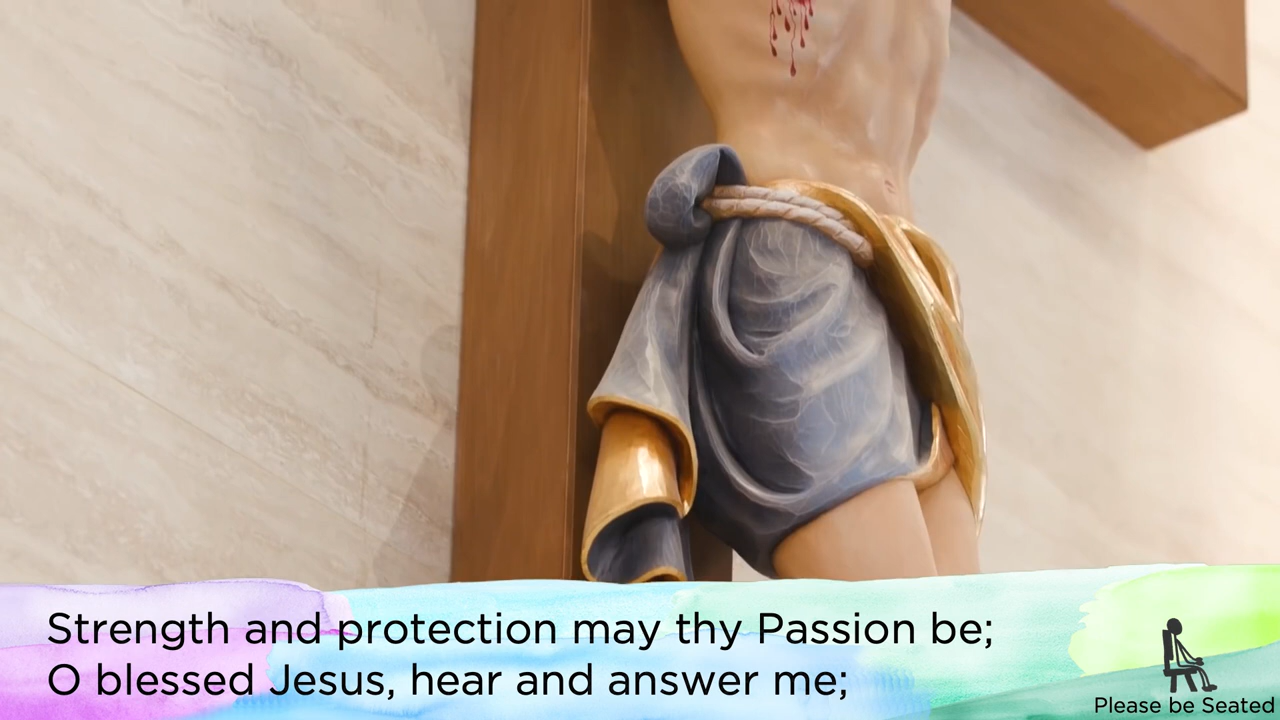 Strength and protection may thy Passion be;
O blessed Jesus, hear and answer me;
Please be Seated